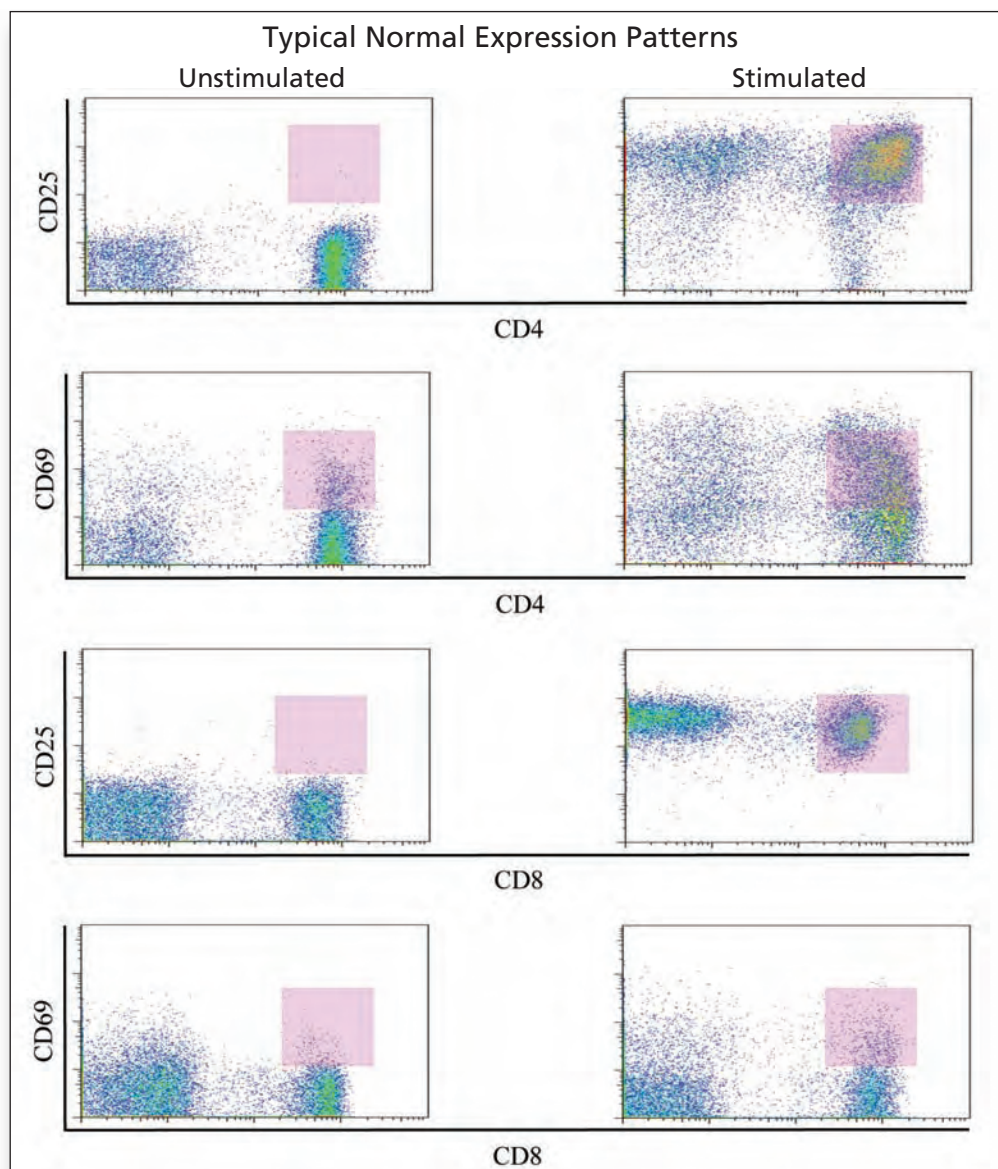 Typical Normal Expression Patterns
Unstimulated Stimulated
CD25
CD4
CD69
CD4
CD25
CD8
CD69
CD8